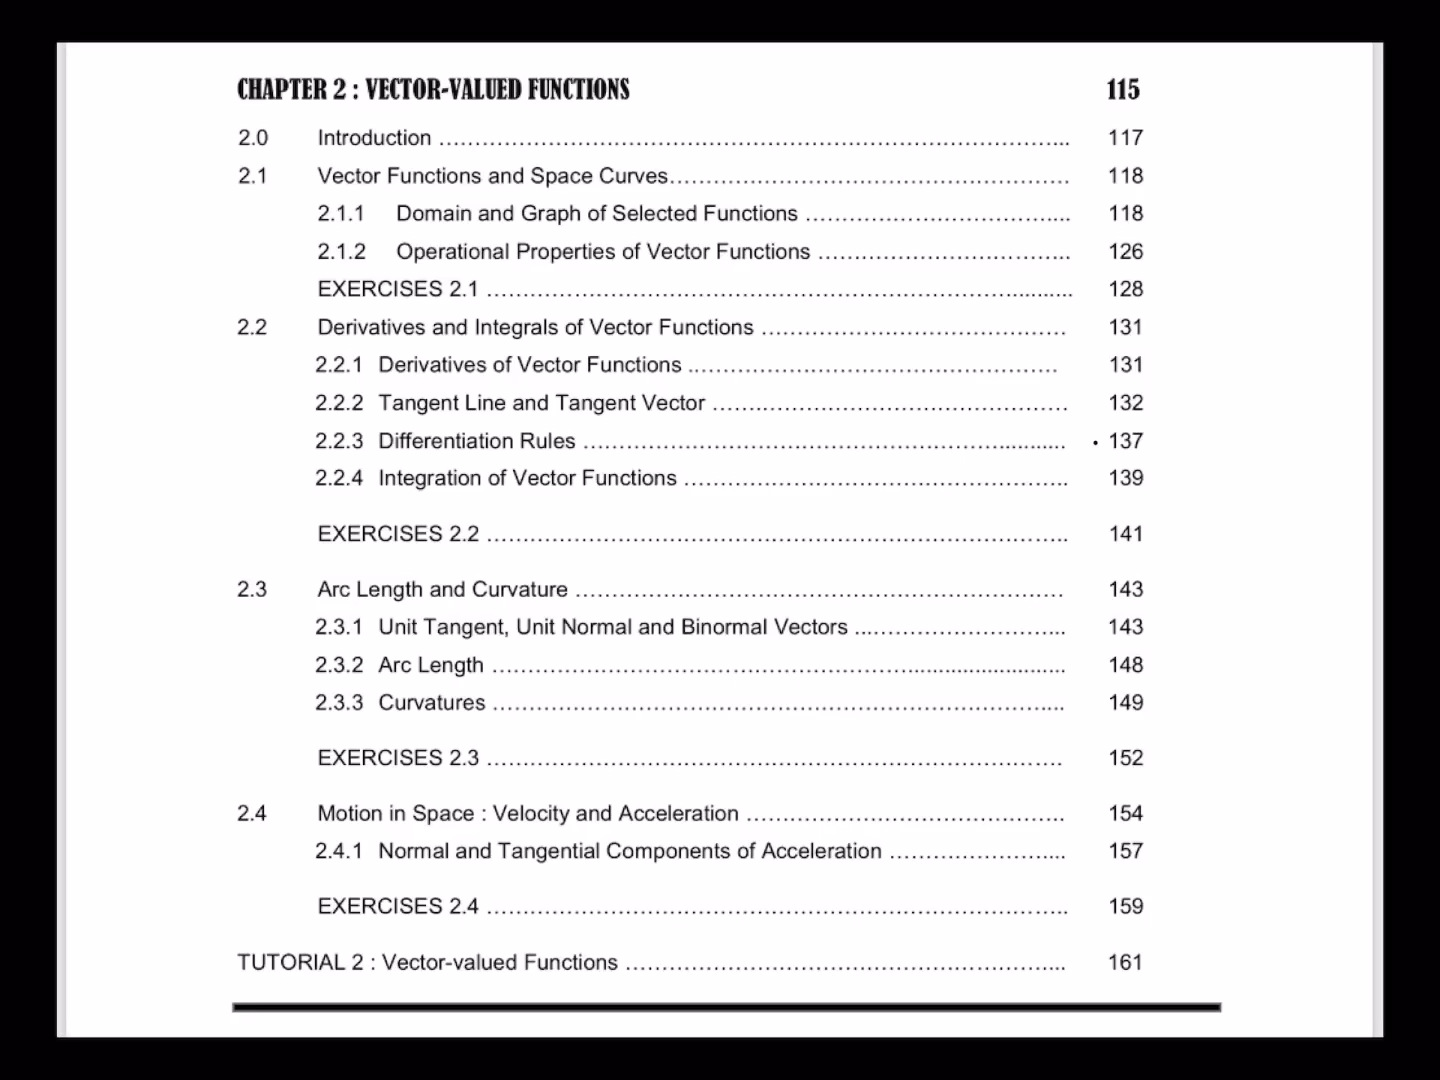 CHAPTER 2 : VECTOR-VALUED FUNCTIONS 115
2.0 Introduction ........................................................................ 117
2.1 Vector Functions and Space Curves................................................ 118
2.1.1 Domain and Graph of Selected Functions ................................ 118
2.1.2 Operational Properties of Vector Functions .............................. 126
EXERCISES 2.1 ........................................................................ 128
2.2 Derivatives and Integrals of Vector Functions .................................... 131
2.2.1 Derivatives of Vector Functions .......................................... 131
2.2.2 Tangent Line and Tangent Vector .......................................... 132
2.2.3 Differentiation Rules ...................................................... 137
2.2.4 Integration of Vector Functions ............................................ 139
EXERCISES 2.2 ........................................................................ 141
2.3 Arc Length and Curvature .......................................................... 143
2.3.1 Unit Tangent, Unit Normal and Binormal Vectors .......................... 143
2.3.2 Arc Length .................................................................. 148
2.3.3 Curvatures .................................................................. 149
EXERCISES 2.3 ........................................................................ 152
2.4 Motion in Space : Velocity and Acceleration ...................................... 154
2.4.1 Normal and Tangential Components of Acceleration ........................ 157
EXERCISES 2.4 ........................................................................ 159
TUTORIAL 2 : Vector-valued Functions .................................................. 161